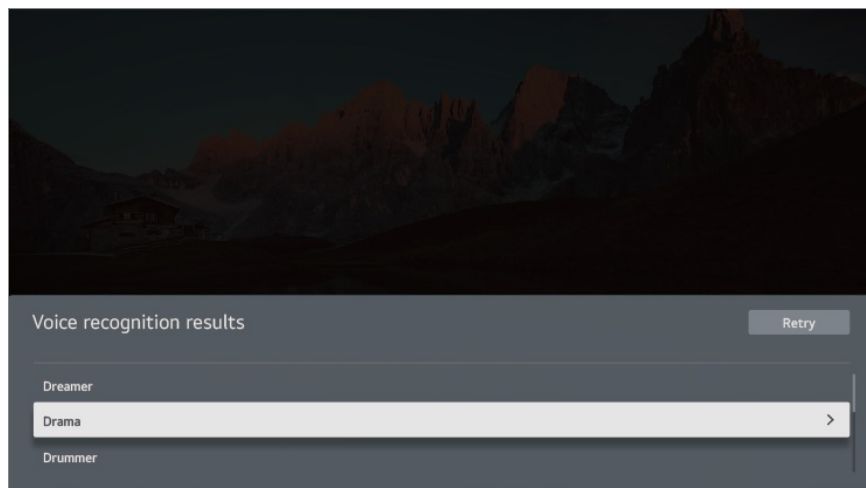 Voice recognition results
Retry
Dreamer
Drama
Drummer